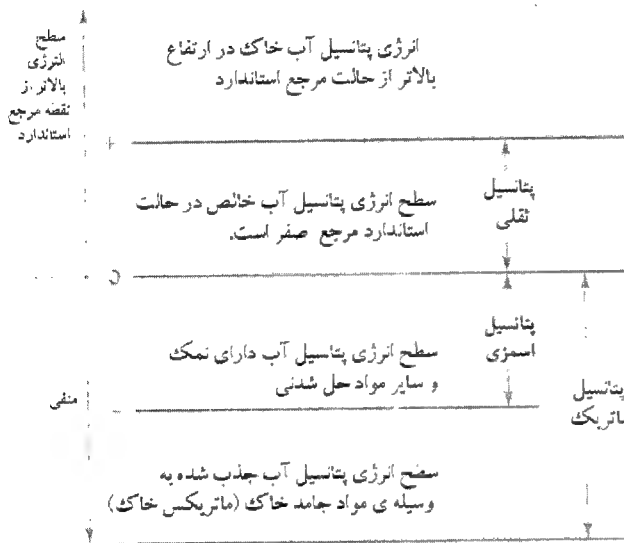 سطح
انرژی
بالاتر از
نقطه مرجع
استاندارد
انرژی پتانسیل آب خاک در ارتفاع
بالاتر از حالت مرجع استاندارد
+
پتانسیل
ثقلی
سطح انرژی پتانسیل آب خالص در حالت
استاندارد مرجع صفر است.
0
پتانسیل
اسمزی
سطح انرژی پتانسیل آب دارای نمک
و سایر مواد حل شدنی
پتانسیل
ماتریک
منفی
-
سطح انرژی پتانسیل آب جذب شده به
وسیله ی مواد جامد خاک (ماتریکس خاک)